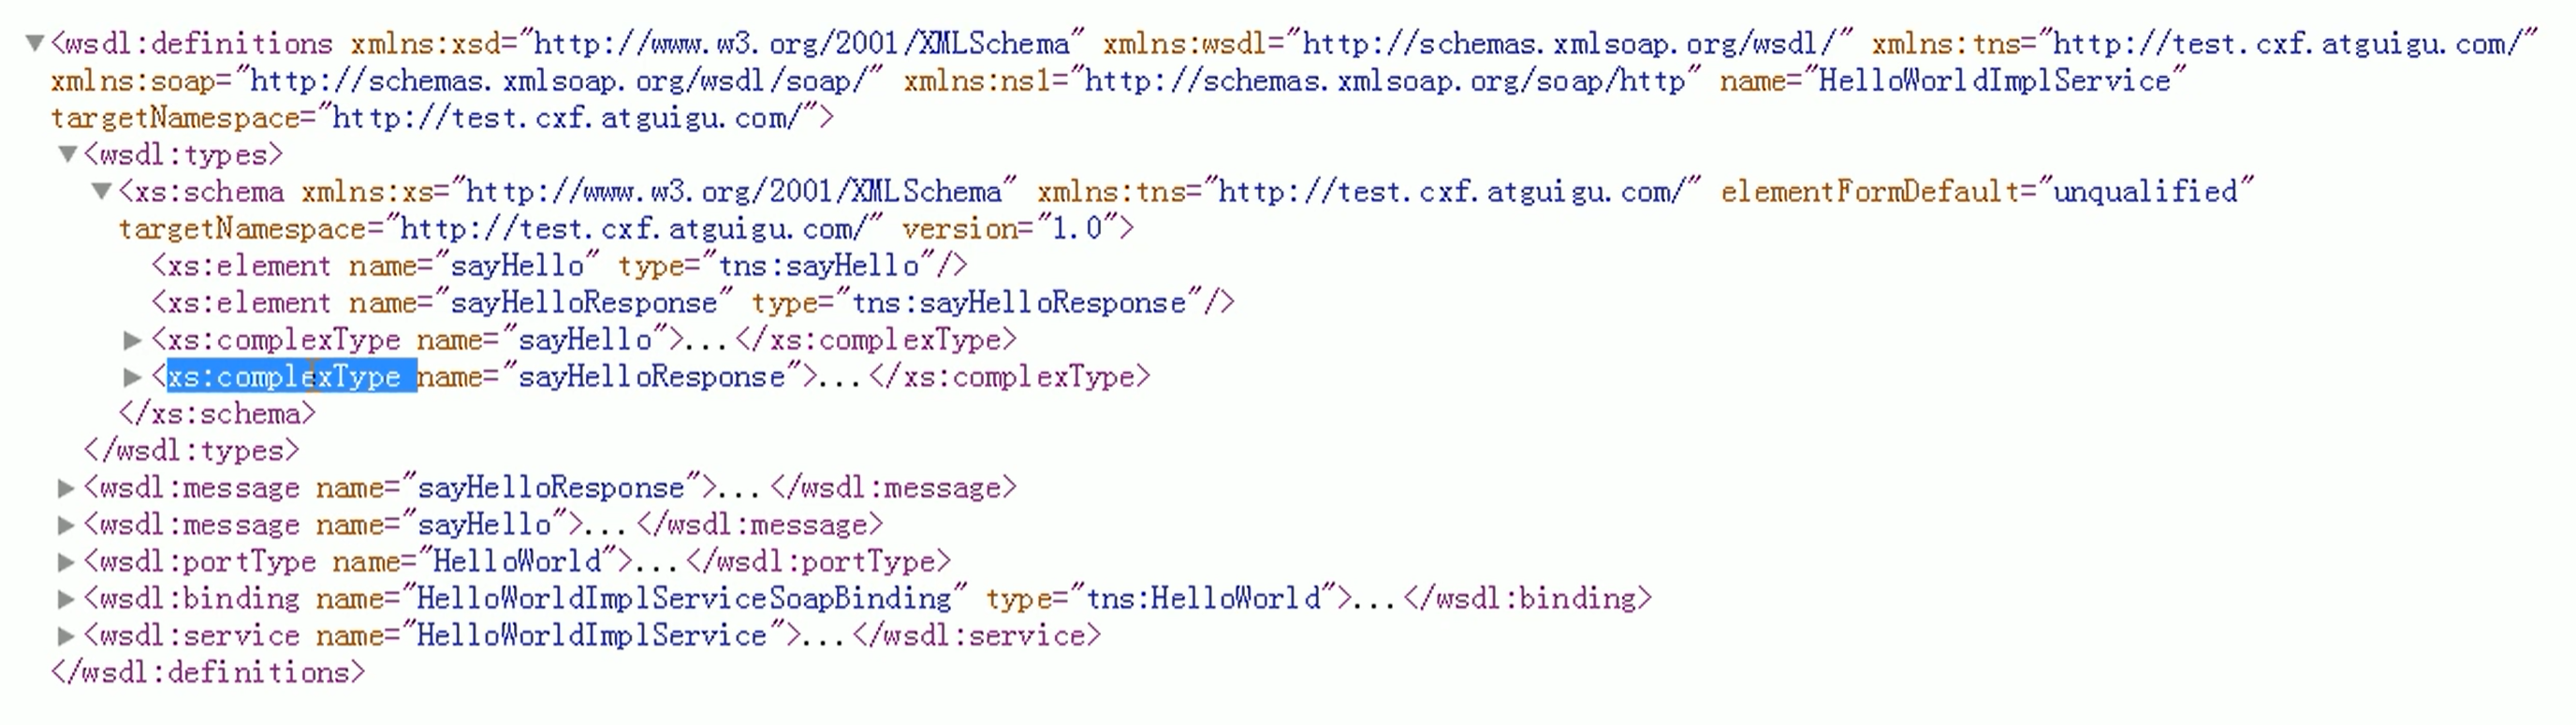 <wsdl:definitions xmlns:xsd="http://www.w3.org/2001/XMLSchema" xmlns:wsdl="http://schemas.xmlsoap.org/wsdl/" xmlns:tns="http://test.cxf.atguigu.com/"
xmlns:soap="http://schemas.xmlsoap.org/wsdl/soap/" xmlns:ns1="http://schemas.xmlsoap.org/soap/http" name="HelloWorldImplService"
targetNamespace="http://test.cxf.atguigu.com/">
<wsdl:types>
<xs:schema xmlns:xs="http://www.w3.org/2001/XMLSchema" xmlns:tns="http://test.cxf.atguigu.com/" elementFormDefault="unqualified"
targetNamespace="http://test.cxf.atguigu.com/" version="1.0">
<xs:element name="sayHello" type="tns:sayHello"/>
<xs:element name="sayHelloResponse" type="tns:sayHelloResponse"/>
<xs:complexType name="sayHello">...</xs:complexType>
<xs:complexType name="sayHelloResponse">...</xs:complexType>
</xs:schema>
</wsdl:types>
<wsdl:message name="sayHelloResponse">...</wsdl:message>
<wsdl:message name="sayHello">...</wsdl:message>
<wsdl:portType name="HelloWorld">...</wsdl:portType>
<wsdl:binding name="HelloWorldImplServiceSoapBinding" type="tns:HelloWorld">...</wsdl:binding>
<wsdl:service name="HelloWorldImplService">...</wsdl:service>
</wsdl:definitions>